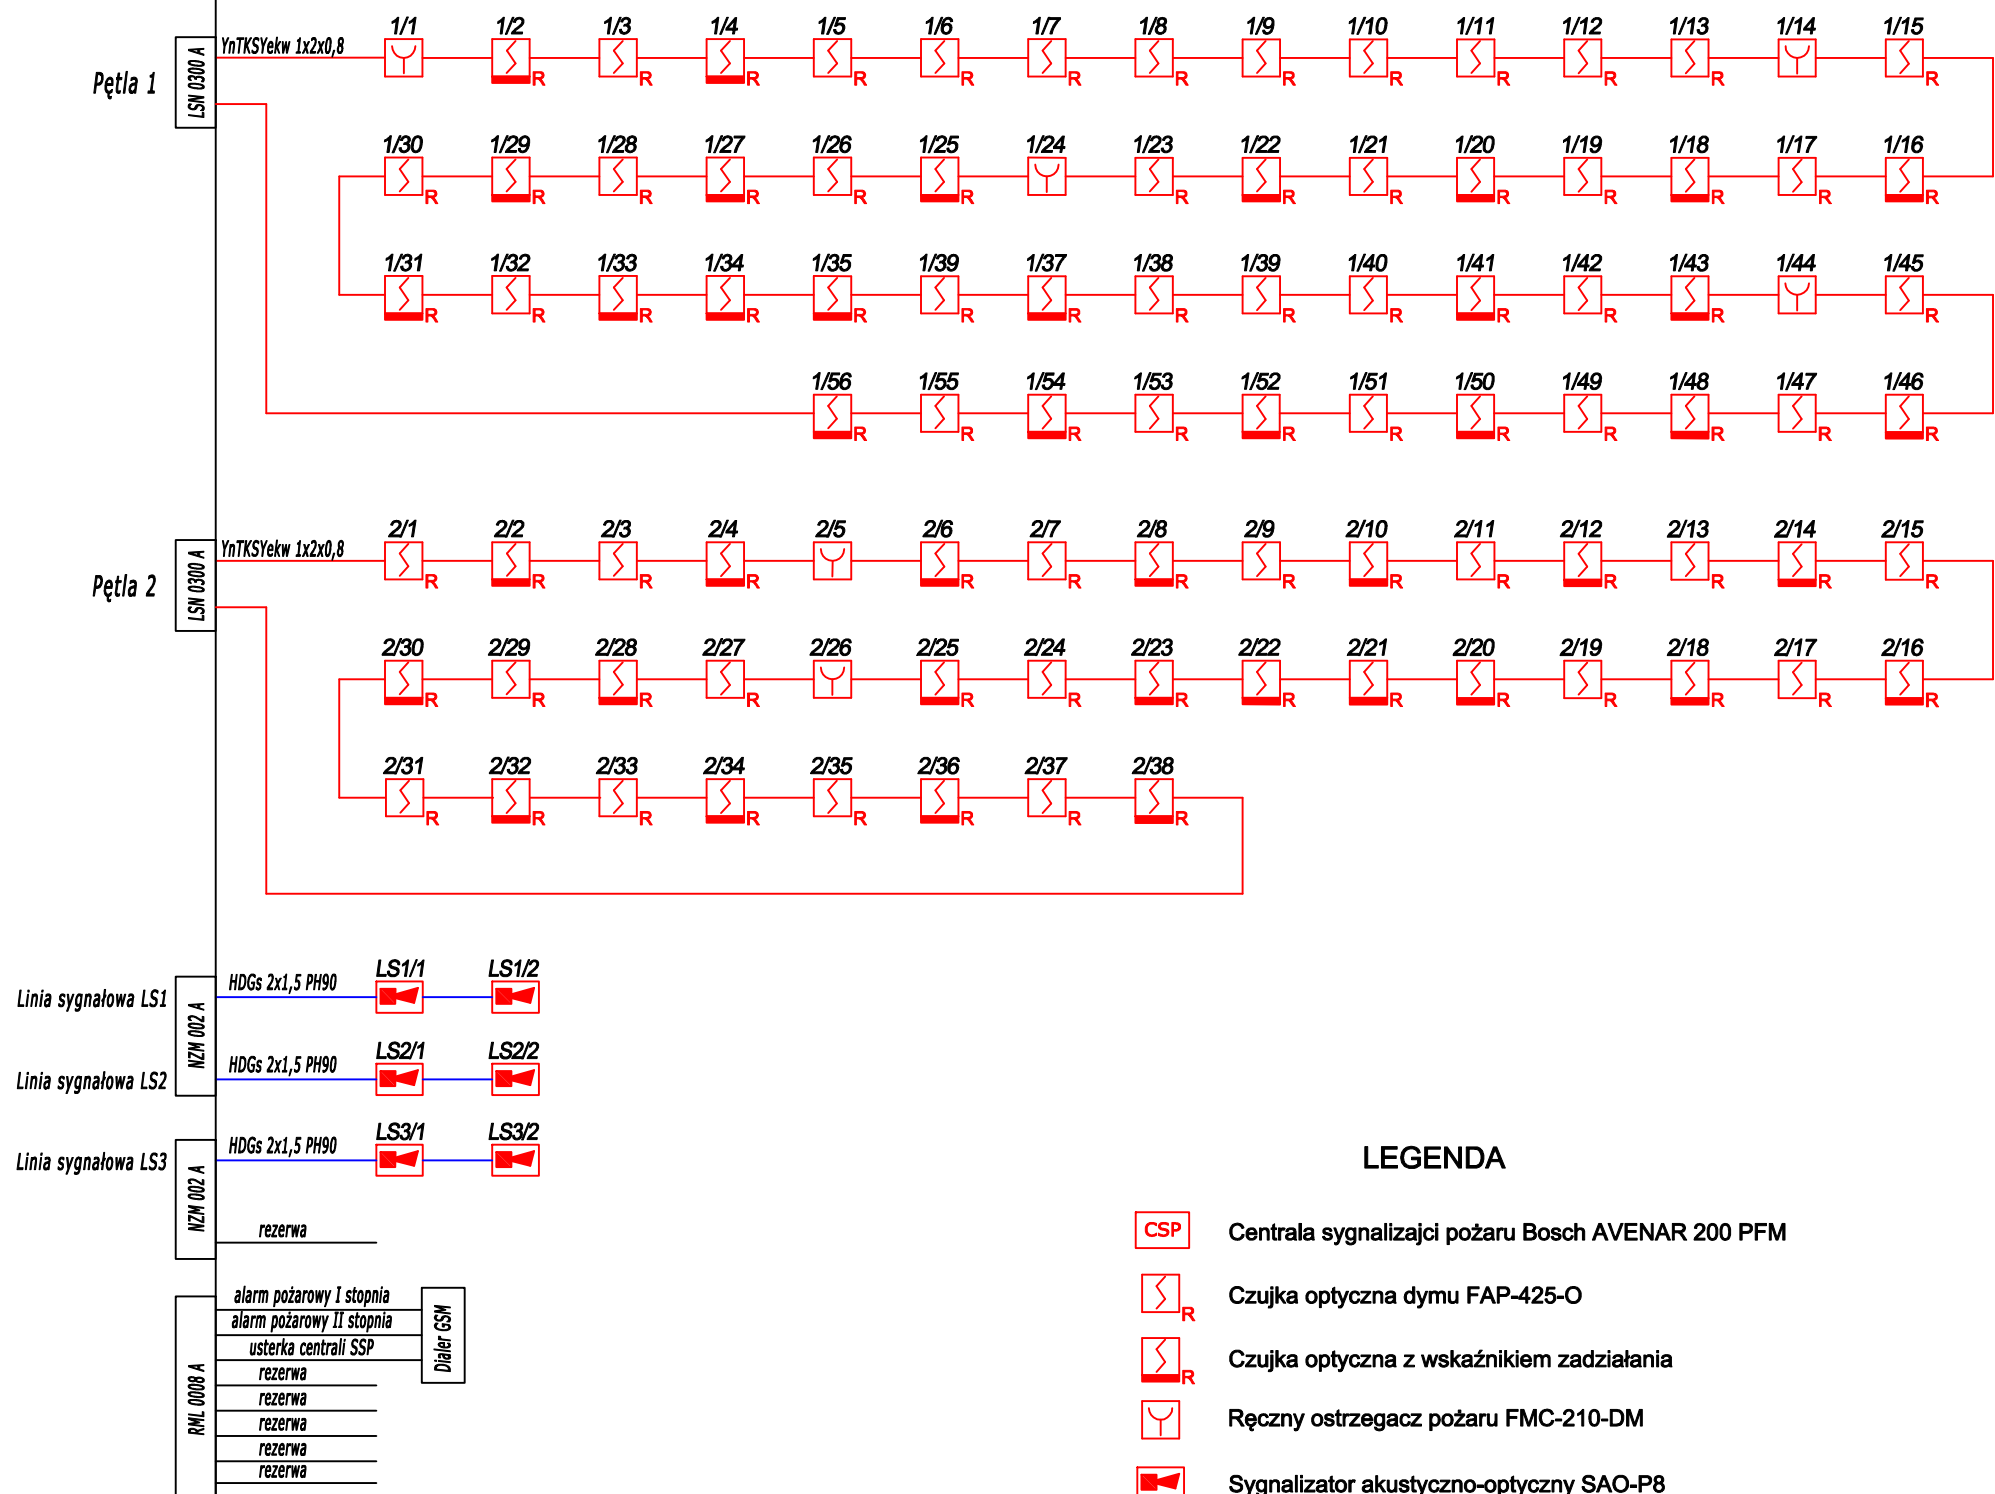 1/1 1/2 1/3 1/4 1/5 1/6 1/7 1/8 1/9 1/10 1/11 1/12 1/13 1/14 1/15
YnTKSYekw 1x2x0,8
Pętla 1
LSN 0300 A
R R R R R R R R R R R R R
1/30 1/29 1/28 1/27 1/26 1/25 1/24 1/23 1/22 1/21 1/20 1/19 1/18 1/17 1/16
R R R R R R R R R R R R R R
1/31 1/32 1/33 1/34 1/35 1/39 1/37 1/38 1/39 1/40 1/41 1/42 1/43 1/44 1/45
R R R R R R R R R R R R R R
1/56 1/55 1/54 1/53 1/52 1/51 1/50 1/49 1/48 1/47 1/46
R R R R R R R R R R R
2/1 2/2 2/3 2/4 2/5 2/6 2/7 2/8 2/9 2/10 2/11 2/12 2/13 2/14 2/15
YnTKSYekw 1x2x0,8
Pętla 2
LSN 0300 A
R R R R R R R R R R R R R R
2/30 2/29 2/28 2/27 2/26 2/25 2/24 2/23 2/22 2/21 2/20 2/19 2/18 2/17 2/16
R R R R R R R R R R R R R R
2/31 2/32 2/33 2/34 2/35 2/36 2/37 2/38
R R R R R R R R
LS1/1 LS1/2
HDGs 2x1,5 PH90
Linia sygnałowa LS1
NZM 002 A
LS2/1 LS2/2
HDGs 2x1,5 PH90
Linia sygnałowa LS2
LS3/1 LS3/2
HDGs 2x1,5 PH90
Linia sygnałowa LS3
NZM 002 A
rezerwa
alarm pożarowy I stopnia
alarm pożarowy II stopnia
usterka centrali SSP
Dialer GSM
RML 0008 A
rezerwa
rezerwa
rezerwa
rezerwa
rezerwa
LEGENDA
CSP Centrala sygnalizajci pożaru Bosch AVENAR 200 PFM
R Czujka optyczna dymu FAP-425-O
R Czujka optyczna z wskaźnikiem zadziałania
Ręczny ostrzegacz pożaru FMC-210-DM
Sygnalizator akustyczno-optyczny SAO-P8